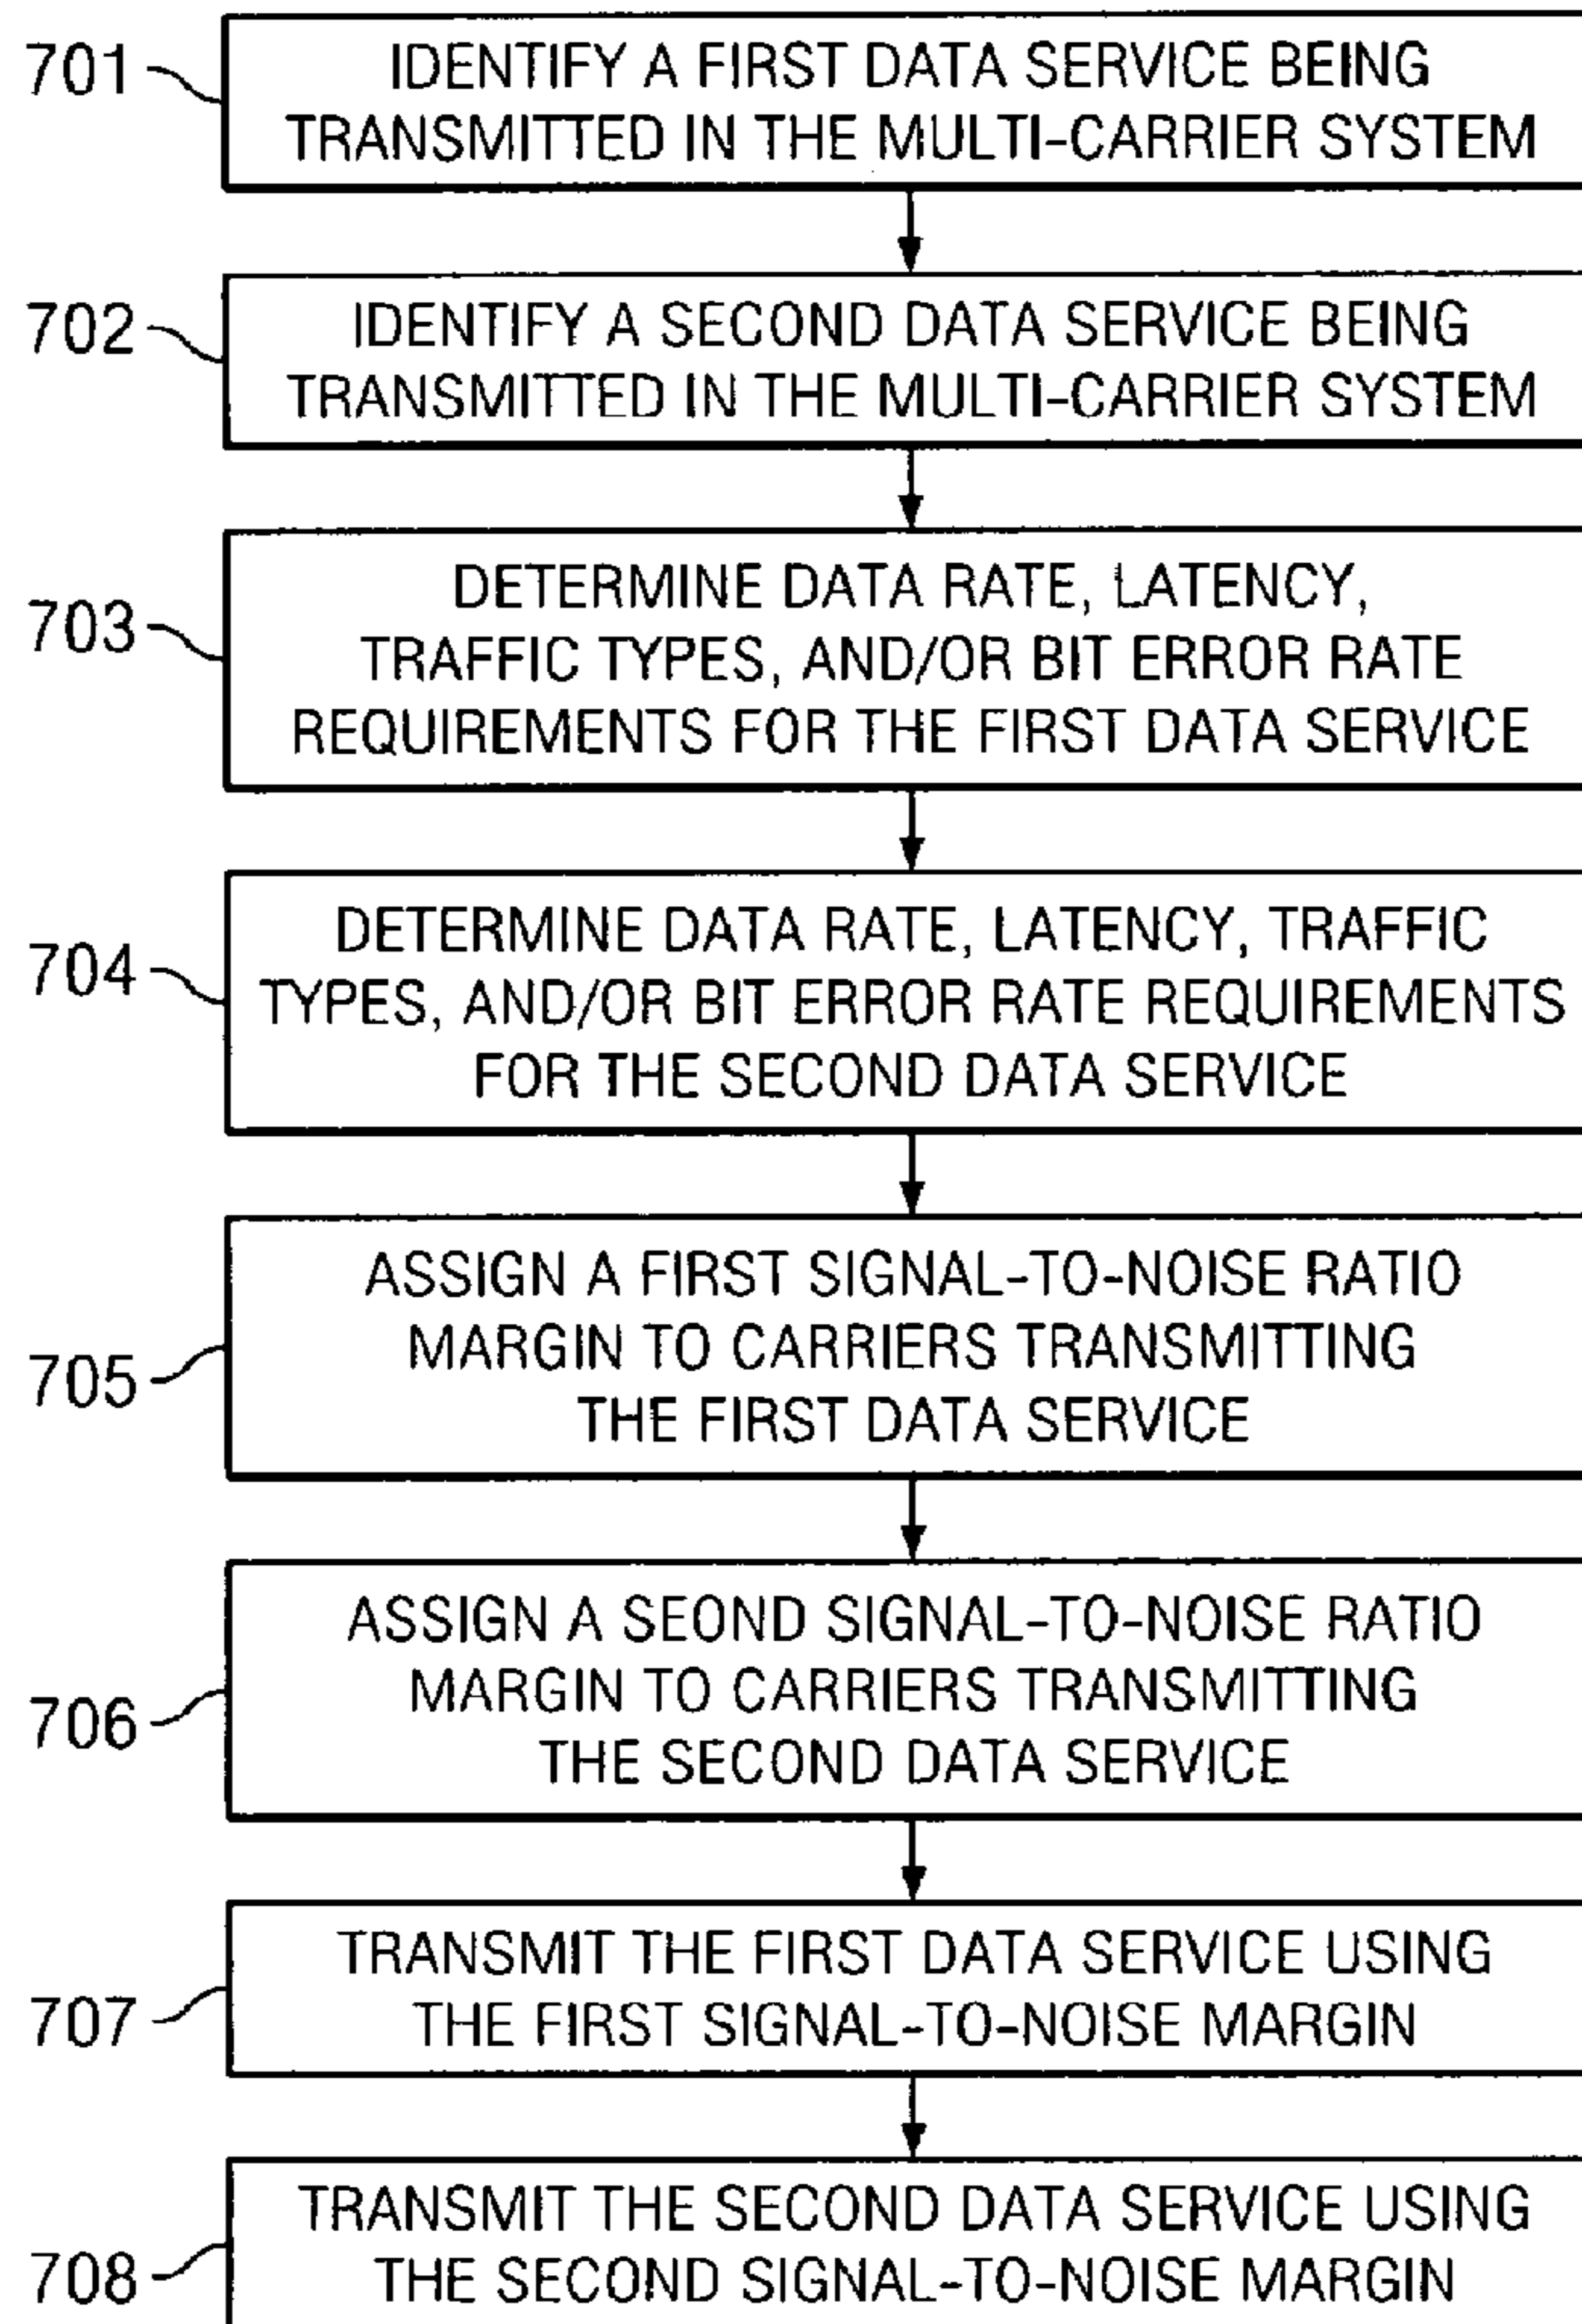 701
IDENTIFY A FIRST DATA SERVICE BEING
TRANSMITTED IN THE MULTI-CARRIER SYSTEM
702
IDENTIFY A SECOND DATA SERVICE BEING
TRANSMITTED IN THE MULTI-CARRIER SYSTEM
703
DETERMINE DATA RATE, LATENCY,
TRAFFIC TYPES, AND/OR BIT ERROR RATE
REQUIREMENTS FOR THE FIRST DATA SERVICE
704
DETERMINE DATA RATE, LATENCY, TRAFFIC
TYPES, AND/OR BIT ERROR RATE REQUIREMENTS
FOR THE SECOND DATA SERVICE
705
ASSIGN A FIRST SIGNAL-TO-NOISE RATIO
MARGIN TO CARRIERS TRANSMITTING
THE FIRST DATA SERVICE
706
ASSIGN A SEOND SIGNAL-TO-NOISE RATIO
MARGIN TO CARRIERS TRANSMITTING
THE SECOND DATA SERVICE
707
TRANSMIT THE FIRST DATA SERVICE USING
THE FIRST SIGNAL-TO-NOISE MARGIN
708
TRANSMIT THE SECOND DATA SERVICE USING
THE SECOND SIGNAL-TO-NOISE MARGIN